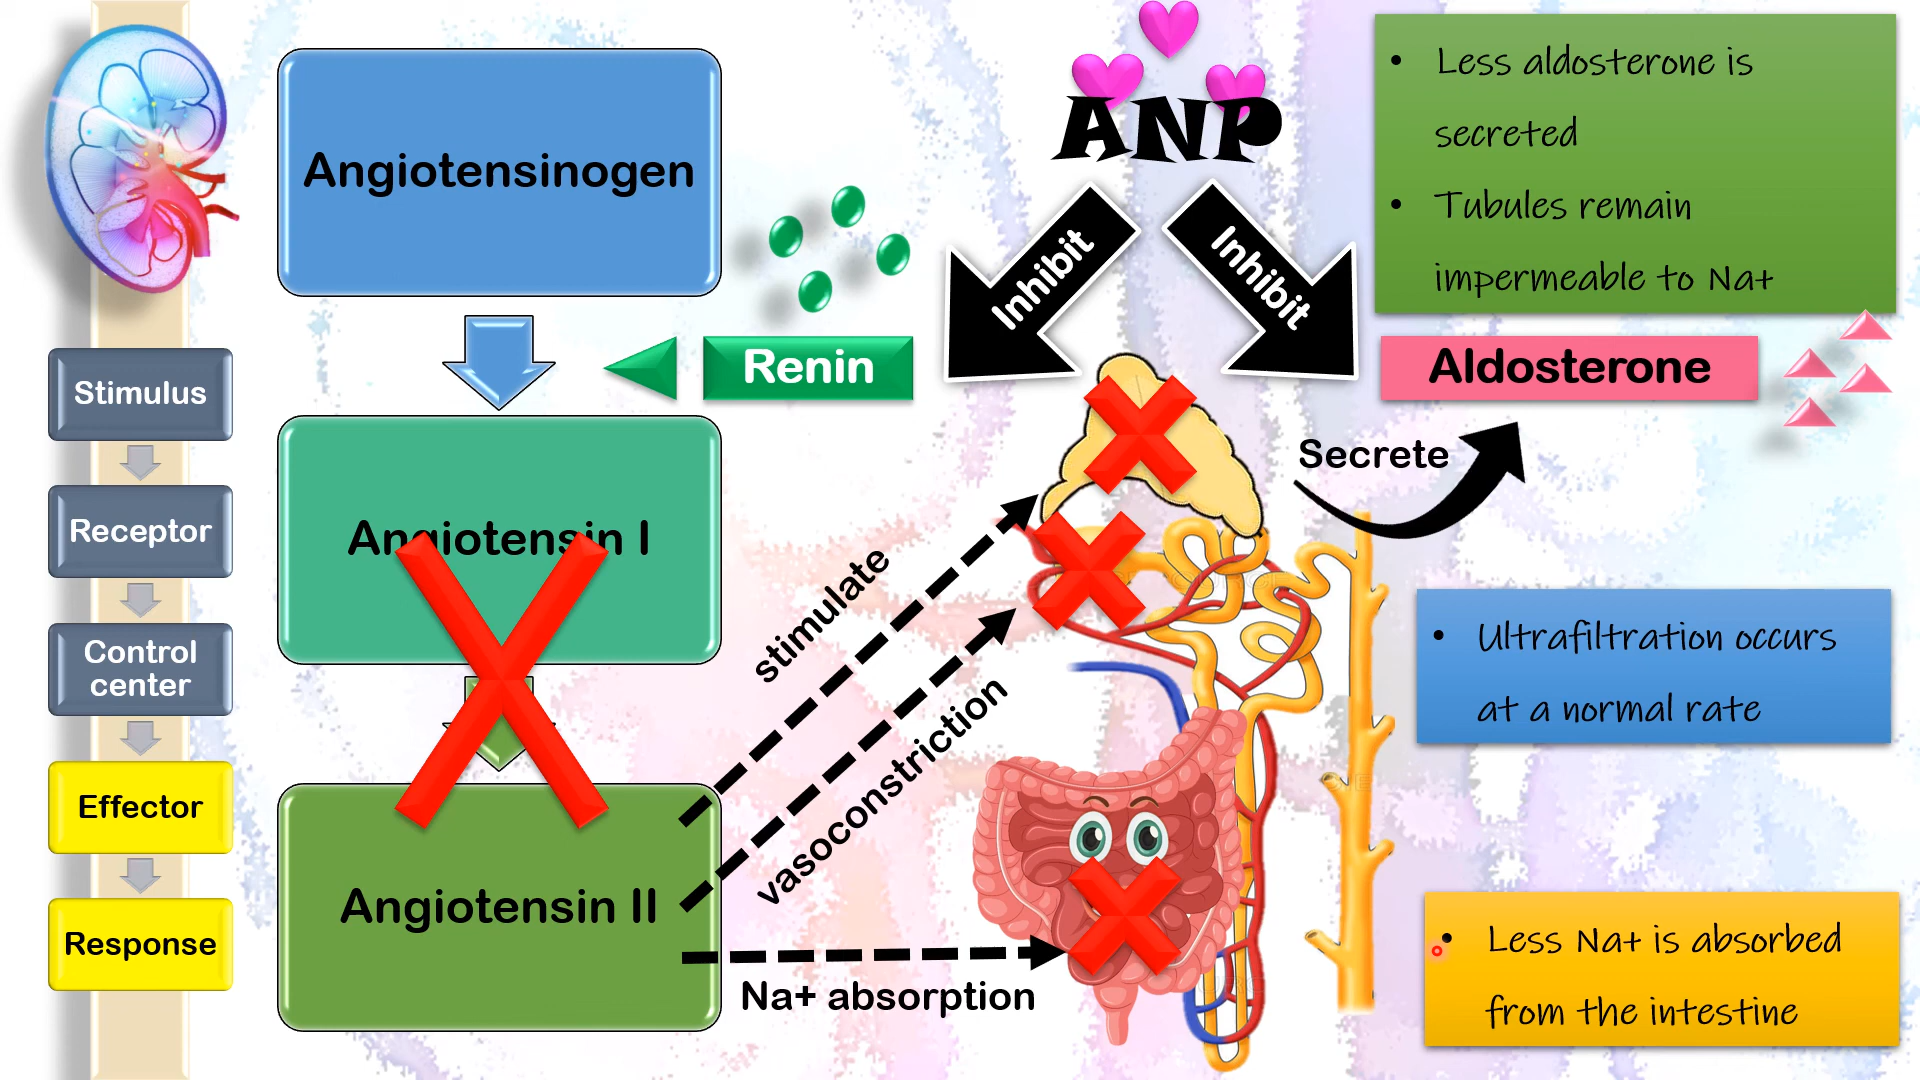 ANP
Inhibit
Inhibit
Angiotensinogen
Renin
Angiotensin I
Angiotensin II
stimulate
vasoconstriction
Na+ absorption
Secrete
Aldosterone
• Less aldosterone is
secreted
• Tubules remain
impermeable to Na+
• Ultrafiltration occurs
at a normal rate
• Less Na+ is absorbed
from the intestine
Stimulus
Receptor
Control
center
Effector
Response